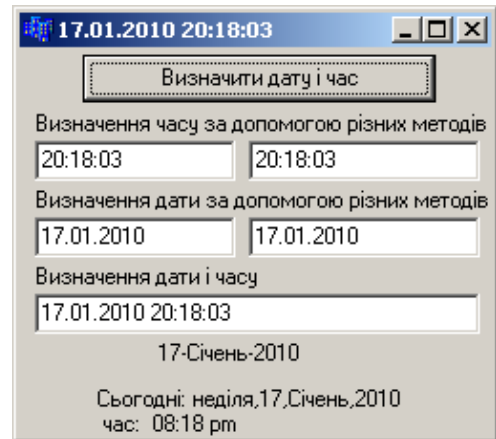 17.01.2010 20:18:03
Визначити дату і час
Визначення часу за допомогою різних методів
20:18:03 20:18:03
Визначення дати за допомогою різних методів
17.01.2010 17.01.2010
Визначення дати і часу
17.01.2010 20:18:03
17-Січень-2010
Сьогодні: неділя,17,Січень,2010
час: 08:18 pm